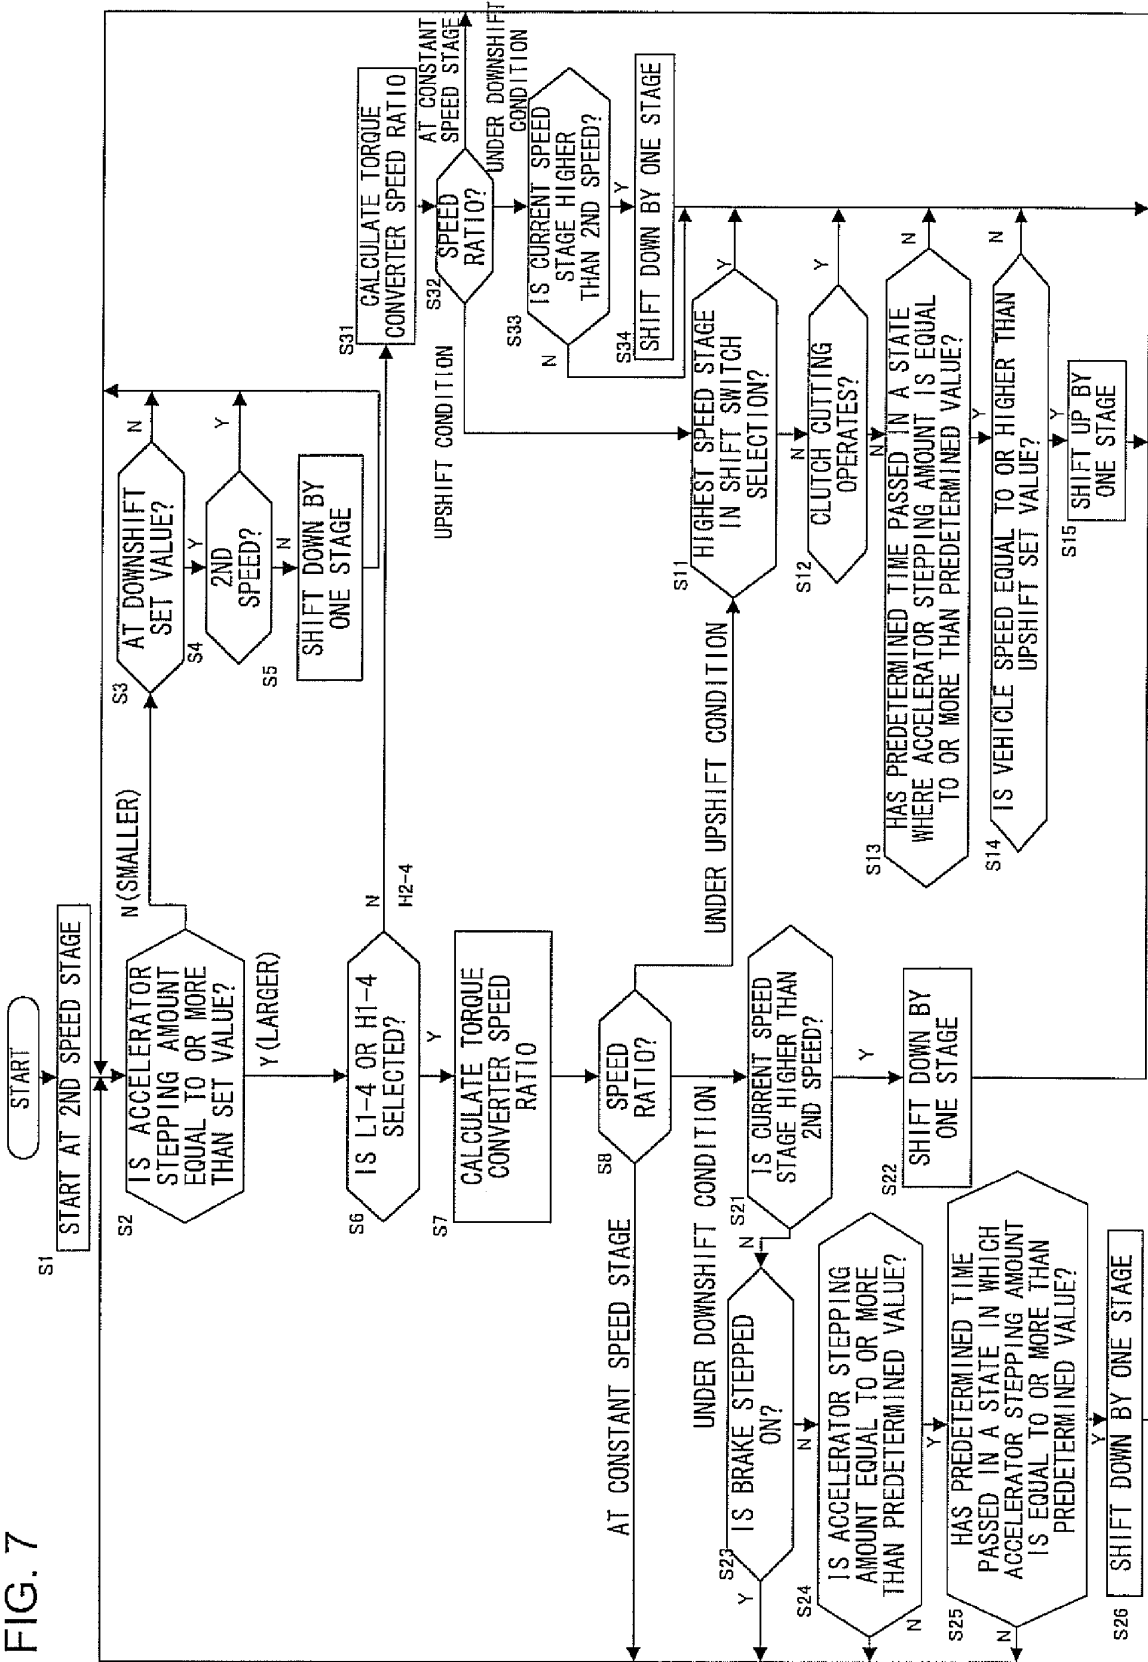 FIG. 7
START
S1
START AT 2ND SPEED STAGE
S2
IS ACCELERATOR
STEPPING AMOUNT
EQUAL TO OR MORE
THAN SET VALUE?
N(SMALLER)
Y(LARGER)
S3
AT DOWNSHIFT
SET VALUE?
N
Y
S4
2ND
SPEED?
Y
N
S5
SHIFT DOWN BY
ONE STAGE
S6
IS L1-4 OR H1-4
SELECTED?
N
H2-4
Y
S7
CALCULATE TORQUE
CONVERTER SPEED
RATIO
S8
SPEED
RATIO?
AT CONSTANT SPEED STAGE
UNDER DOWNSHIFT CONDITION
UNDER UPSHIFT CONDITION
S31
CALCULATE TORQUE
CONVERTER SPEED RATIO
S32
SPEED
RATIO?
AT CONSTANT
SPEED STAGE
UNDER DOWNSHIFT
CONDITION
UPSHIFT CONDITION
S33
IS CURRENT SPEED
STAGE HIGHER
THAN 2ND SPEED?
N
Y
S34
SHIFT DOWN BY ONE STAGE
S11
HIGHEST SPEED STAGE
IN SHIFT SWITCH
SELECTION?
Y
N
S12
CLUTCH CUTTING
OPERATES?
Y
N
S13
HAS PREDETERMINED TIME PASSED IN A STATE
WHERE ACCELERATOR STEPPING AMOUNT IS EQUAL
TO OR MORE THAN PREDETERMINED VALUE?
N
Y
S14
IS VEHICLE SPEED EQUAL TO OR HIGHER THAN
UPSHIFT SET VALUE?
N
Y
S15
SHIFT UP BY
ONE STAGE
S21
IS CURRENT SPEED
STAGE HIGHER THAN
2ND SPEED?
N
Y
S22
SHIFT DOWN BY
ONE STAGE
S23
IS BRAKE STEPPED
ON?
Y
N
S24
IS ACCELERATOR STEPPING
AMOUNT EQUAL TO OR MORE
THAN PREDETERMINED VALUE?
N
Y
S25
HAS PREDETERMINED TIME
PASSED IN A STATE IN WHICH
ACCELERATOR STEPPING AMOUNT
IS EQUAL TO OR MORE THAN
PREDETERMINED VALUE?
N
Y
S26
SHIFT DOWN BY ONE STAGE